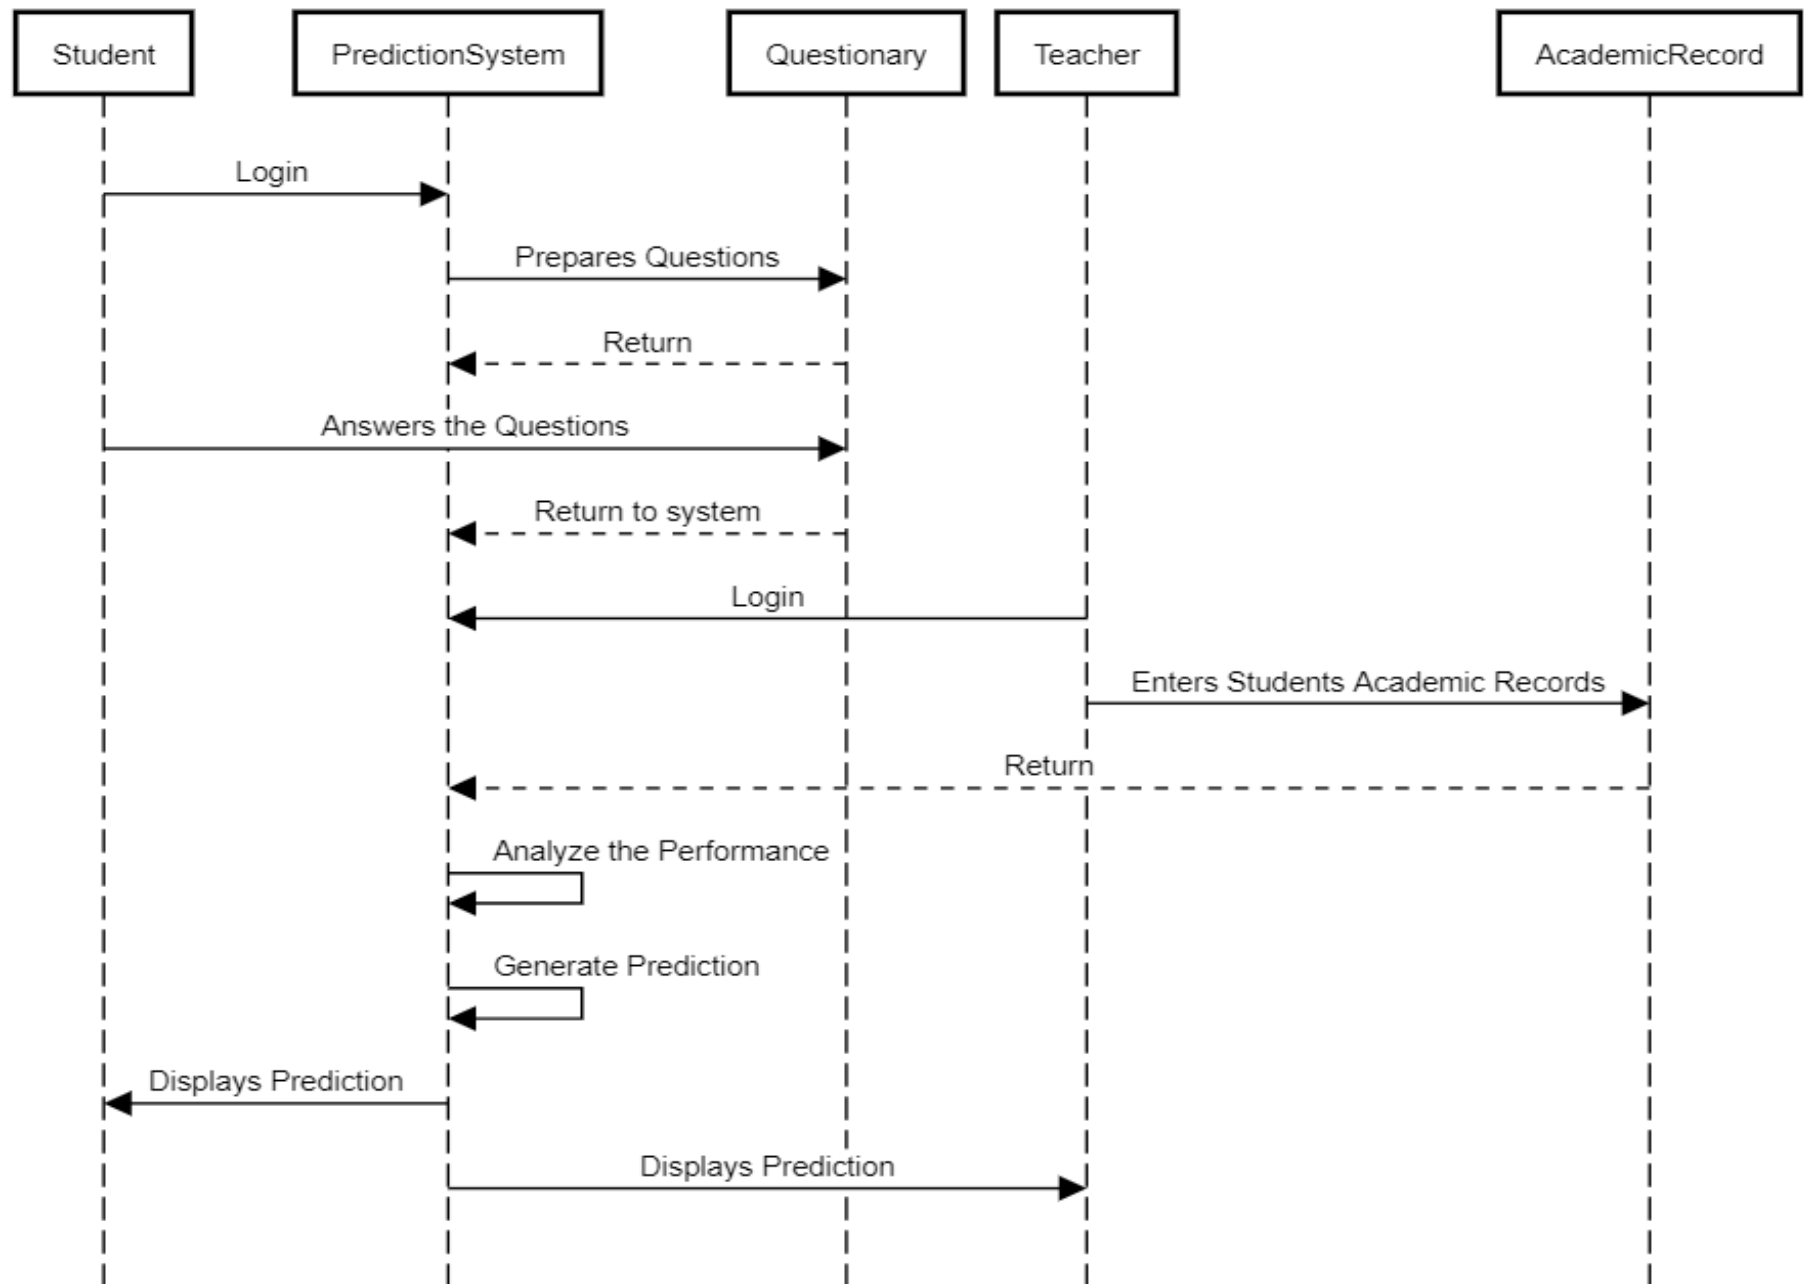 Student
PredictionSystem
Questionary
Teacher
AcademicRecord
Login
Prepares Questions
Return
Answers the Questions
Return to system
Login
Enters Students Academic Records
Return
Analyze the Performance
Generate Prediction
Displays Prediction
Displays Prediction